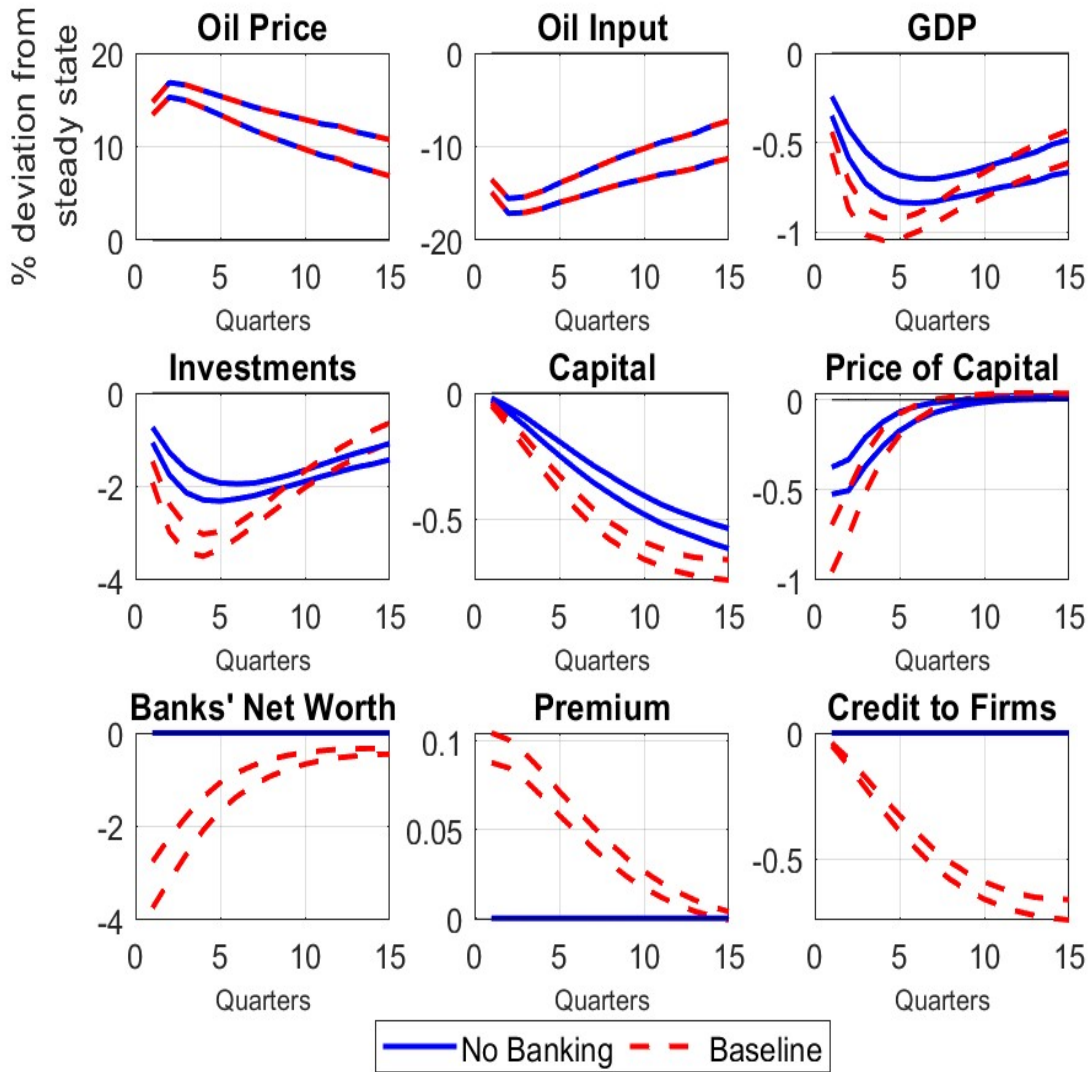 % deviation from
steady state
Oil Price
20
10
0
0 5 10 15
Quarters
Oil Input
0
-10
-20
0 5 10 15
Quarters
GDP
0
-0.5
-1
0 5 10 15
Quarters
Investments
0
-2
-4
0 5 10 15
Quarters
Capital
0
-0.5
0 5 10 15
Quarters
Price of Capital
0
-0.5
-1
0 5 10 15
Quarters
Banks' Net Worth
0
-2
-4
0 5 10 15
Quarters
Premium
0.1
0.05
0
0 5 10 15
Quarters
Credit to Firms
0
-0.5
0 5 10 15
Quarters
No Banking Baseline